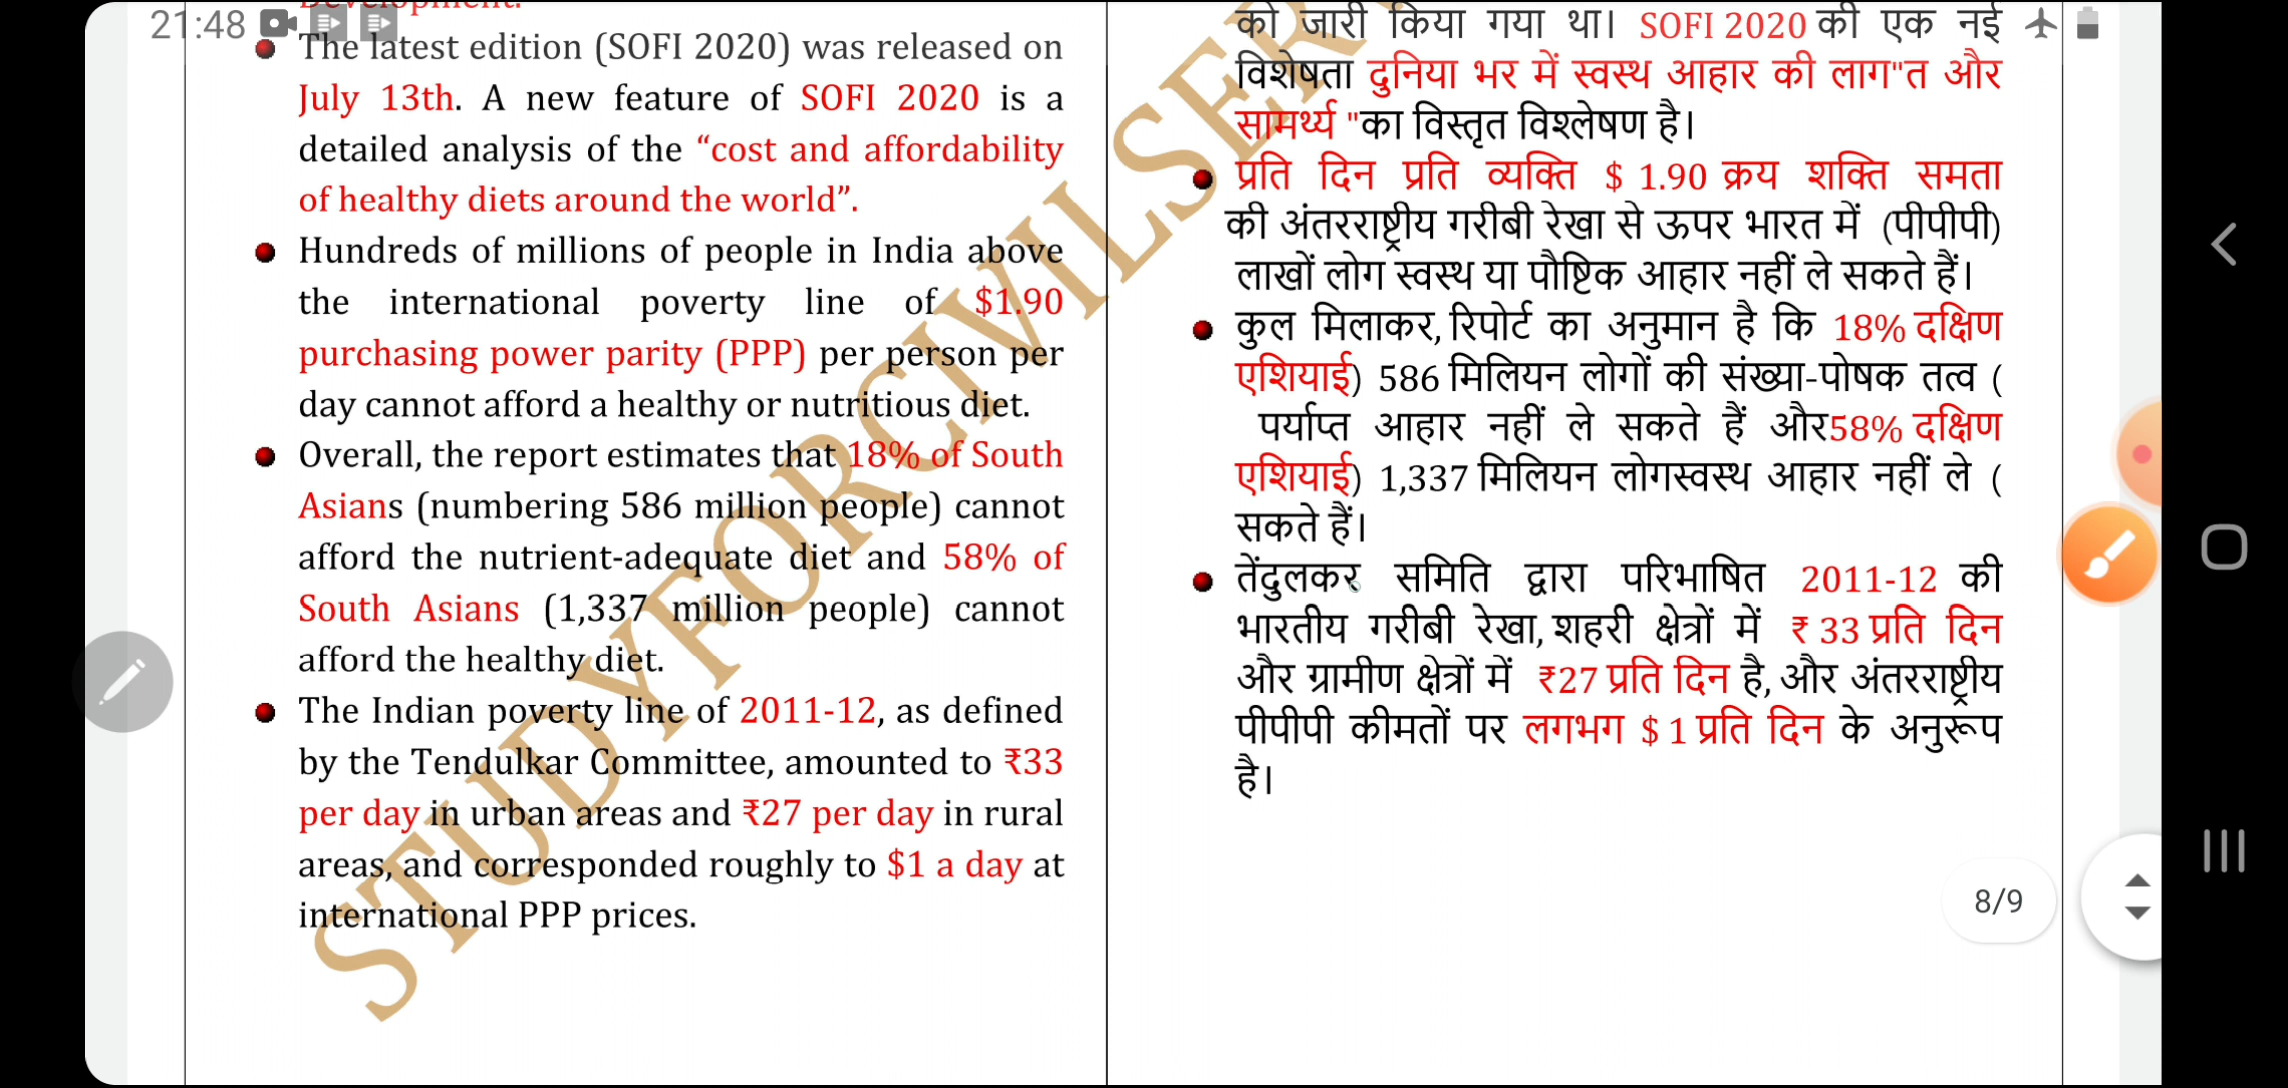 21:48
The latest edition (SOFI 2020) was released on
July 13th. A new feature of SOFI 2020 is a
detailed analysis of the “cost and affordability
of healthy diets around the world”.
Hundreds of millions of people in India above
the international poverty line of $1.90
purchasing power parity (PPP) per person per
day cannot afford a healthy or nutritious diet.
Overall, the report estimates that 18% of South
Asians (numbering 586 million people) cannot
afford the nutrient-adequate diet and 58% of
South Asians (1,337 million people) cannot
afford the healthy diet.
The Indian poverty line of 2011-12, as defined
by the Tendulkar Committee, amounted to ₹33
per day in urban areas and ₹27 per day in rural
areas, and corresponded roughly to $1 a day at
international PPP prices.
को जारी किया गया था। SOFI 2020 की एक नई
विशेषता दुनिया भर में स्वस्थ आहार की लाग"त और
सामर्थ्य "का विस्तृत विश्लेषण है।
प्रति दिन प्रति व्यक्ति $ 1.90 क्रय शक्ति समता
की अंतरराष्ट्रीय गरीबी रेखा से ऊपर भारत में (पीपीपी)
लाखों लोग स्वस्थ या पौष्टिक आहार नहीं ले सकते हैं।
कुल मिलाकर, रिपोर्ट का अनुमान है कि 18% दक्षिण
एशियाई) 586 मिलियन लोगों की संख्या-पोषक तत्व (
पर्याप्त आहार नहीं ले सकते हैं और58% दक्षिण
एशियाई) 1,337 मिलियन लोगस्वस्थ आहार नहीं ले (
सकते हैं।
तेंदुलकर समिति द्वारा परिभाषित 2011-12 की
भारतीय गरीबी रेखा, शहरी क्षेत्रों में ₹ 33 प्रति दिन
और ग्रामीण क्षेत्रों में ₹27 प्रति दिन है, और अंतरराष्ट्रीय
पीपीपी कीमतों पर लगभग $ 1 प्रति दिन के अनुरूप
है।
8/9
STUDYFORCIVILSER